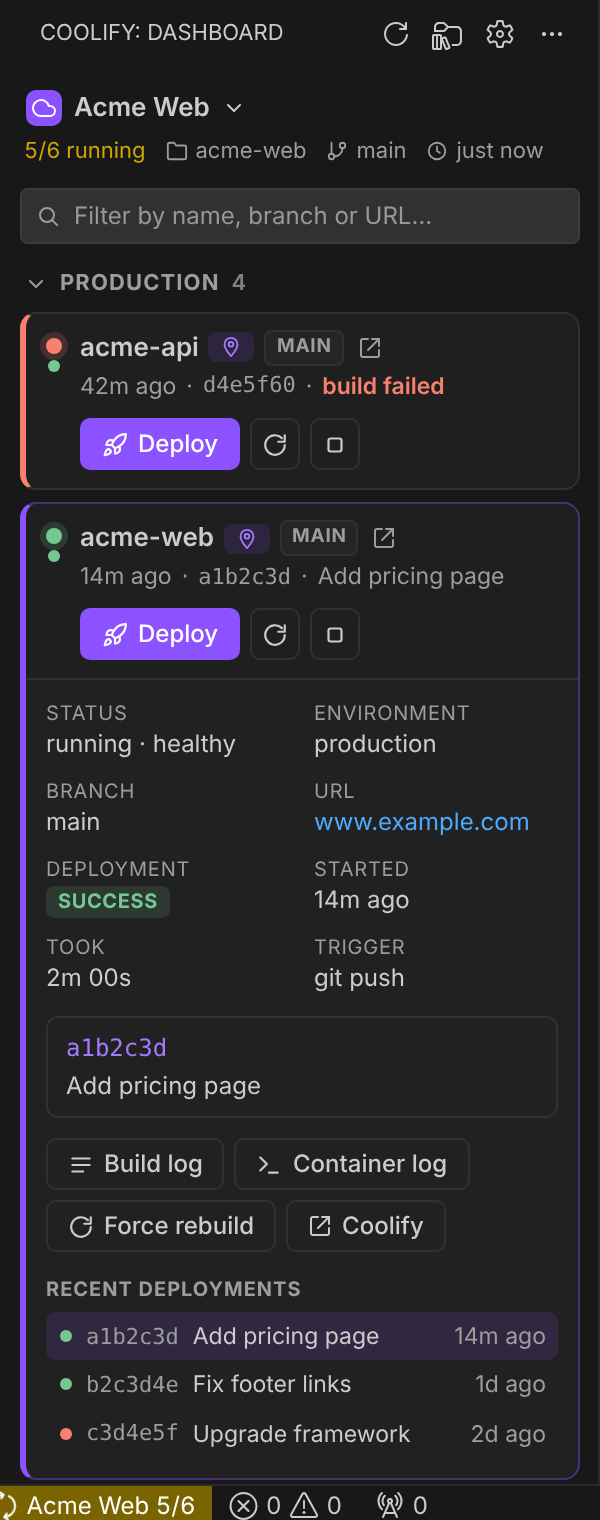 COOLIFY: DASHBOARD
Acme Web
5/6 running acme-web main just now
Filter by name, branch or URL...
PRODUCTION 4
acme-api MAIN
42m ago · d4e5f60 · build failed
Deploy
acme-web MAIN
14m ago · a1b2c3d · Add pricing page
Deploy
STATUS ENVIRONMENT
running · healthy production
BRANCH URL
main www.example.com
DEPLOYMENT STARTED
SUCCESS 14m ago
TOOK TRIGGER
2m 00s git push
a1b2c3d
Add pricing page
Build log Container log
Force rebuild Coolify
RECENT DEPLOYMENTS
a1b2c3d Add pricing page 14m ago
b2c3d4e Fix footer links 1d ago
c3d4e5f Upgrade framework 2d ago
Acme Web 5/6 0 0 0